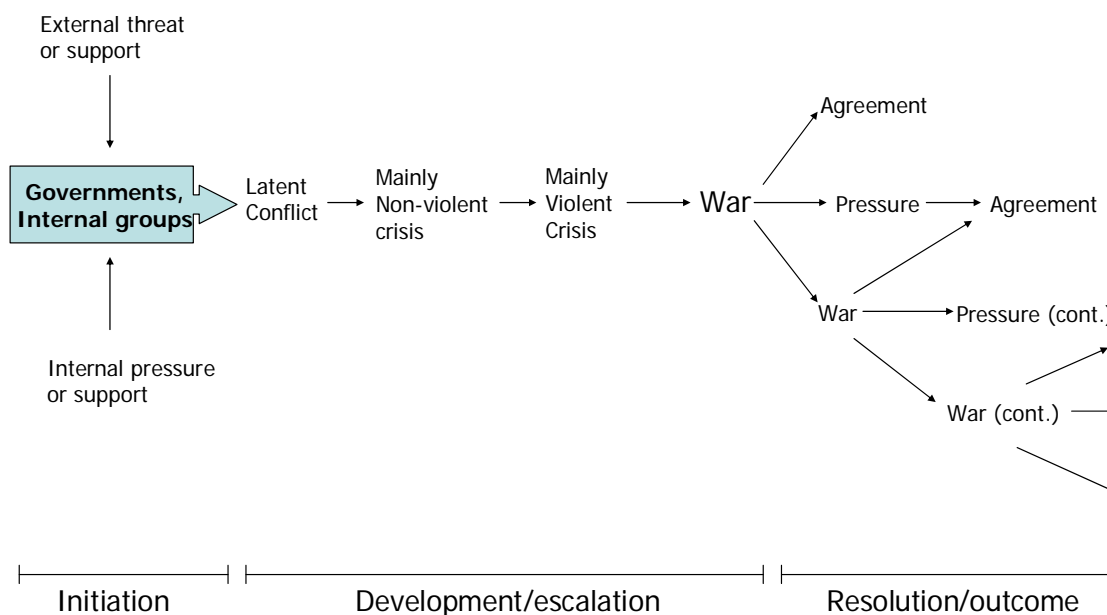 External threat
or support
Governments,
Internal groups
Internal pressure
or support
Latent
Conflict
Mainly
Non-violent
crisis
Mainly
Violent
Crisis
War
Agreement
Pressure
Agreement
War
Pressure (cont.)
War (cont.)
Initiation
Development/escalation
Resolution/outcome